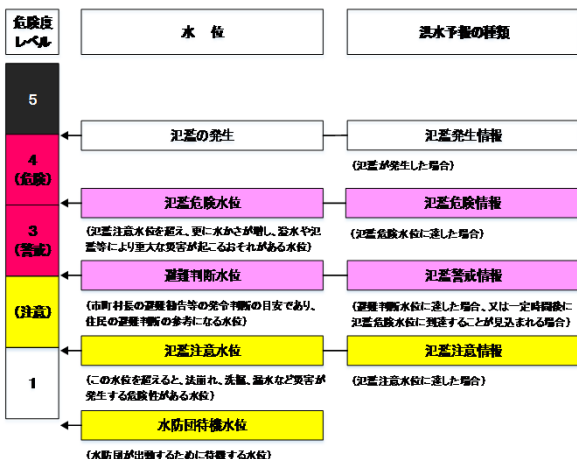 危険度
レベル
水 位
洪水予報の種類
5
氾濫の発生
氾濫発生情報
(氾濫が発生した場合)
4
(危険)
氾濫危険水位
氾濫危険情報
(氾濫注意水位を超え、更に水かさが増し、溢水や氾
濫等により重大な災害が起こるおそれがある水位)
(氾濫危険水位に達した場合)
3
(警戒)
避難判断水位
氾濫警戒情報
(市町村長の避難勧告等の発令判断の目安であり、
住民の避難判断の参考になる水位)
(避難判断水位に達した場合、又は一定時間後に
氾濫危険水位に到達することが見込まれる場合)
(注意)
氾濫注意水位
氾濫注意情報
(この水位を超えると、法崩れ、洗掘、漏水など災害が
発生する危険性がある水位)
(氾濫注意水位に達した場合)
1
水防団待機水位
(水防団が出動するために待機する水位)